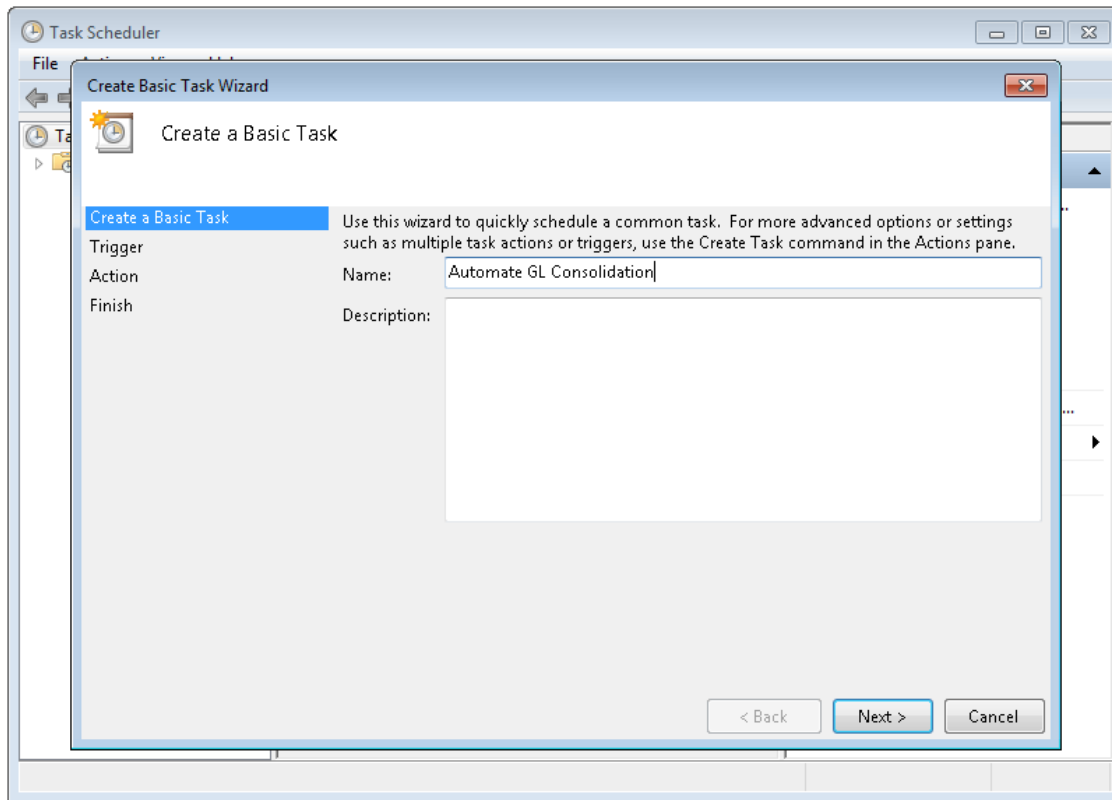 Task Scheduler
File
Create Basic Task Wizard
Create a Basic Task
Ta
Create a Basic Task
Trigger
Action
Finish
Use this wizard to quickly schedule a common task. For more advanced options or settings
such as multiple task actions or triggers, use the Create Task command in the Actions pane.
Name:
Automate GL Consolidation
Description:
...
< Back
Next >
Cancel